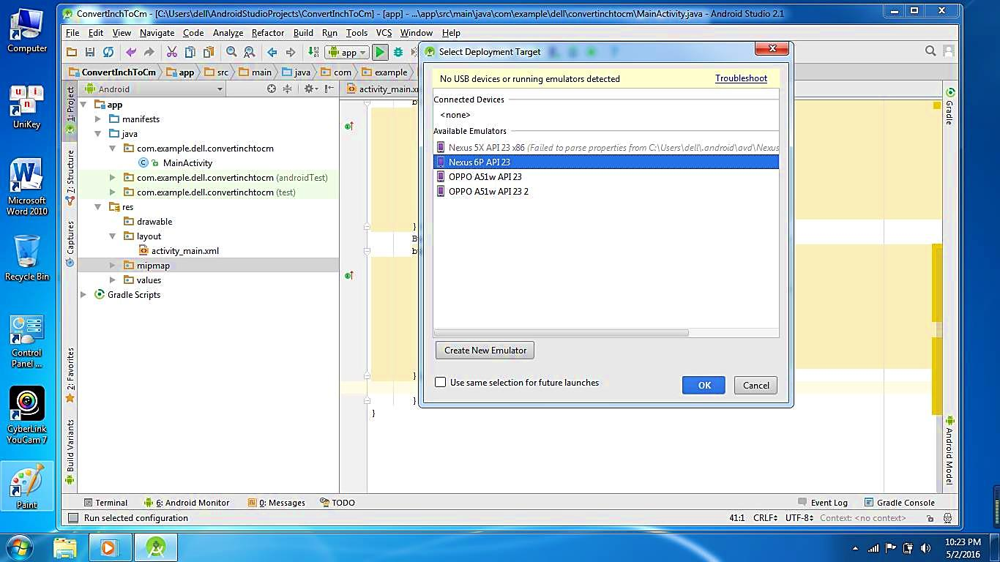 Computer
UniKey
Microsoft
Word 2010
Recycle Bin
Control
Panel ...
CyberLink
YouCam 7
Paint
ConvertInchToCm - [C:\Users\dell\AndroidStudioProjects\ConvertInchToCm] - [app] - ...\app\src\main\java\com\example\dell\convertinchtocm\MainActivity.java - Android Studio 2.1
File Edit View Navigate Code Analyze Refactor Build Run Tools VCS Window Help
app
ConvertInchToCm app src main java com example
Android
activity_main.x
1: Project
7: Structure
Captures
2: Favorites
Build Variants
app
manifests
java
com.example.dell.convertinchtocm
MainActivity
com.example.dell.convertinchtocm (androidTest)
com.example.dell.convertinchtocm (test)
res
drawable
layout
activity_main.xml
mipmap
values
Gradle Scripts
}
B
b
}
}
}
Select Deployment Target
No USB devices or running emulators detected Troubleshoot
Connected Devices
<none>
Available Emulators
Nexus 5X API 23 x86 (Failed to parse properties from C:\Users\dell\.android\avd\Nexus
Nexus 6P API 23
OPPO A51w API 23
OPPO A51w API 23 2
Create New Emulator
Use same selection for future launches
OK Cancel
Gradle
Android Model
Terminal 6: Android Monitor 0: Messages TODO Event Log Gradle Console
Run selected configuration 41:1 CRLF UTF-8 Context: <no context>
10:23 PM
5/2/2016